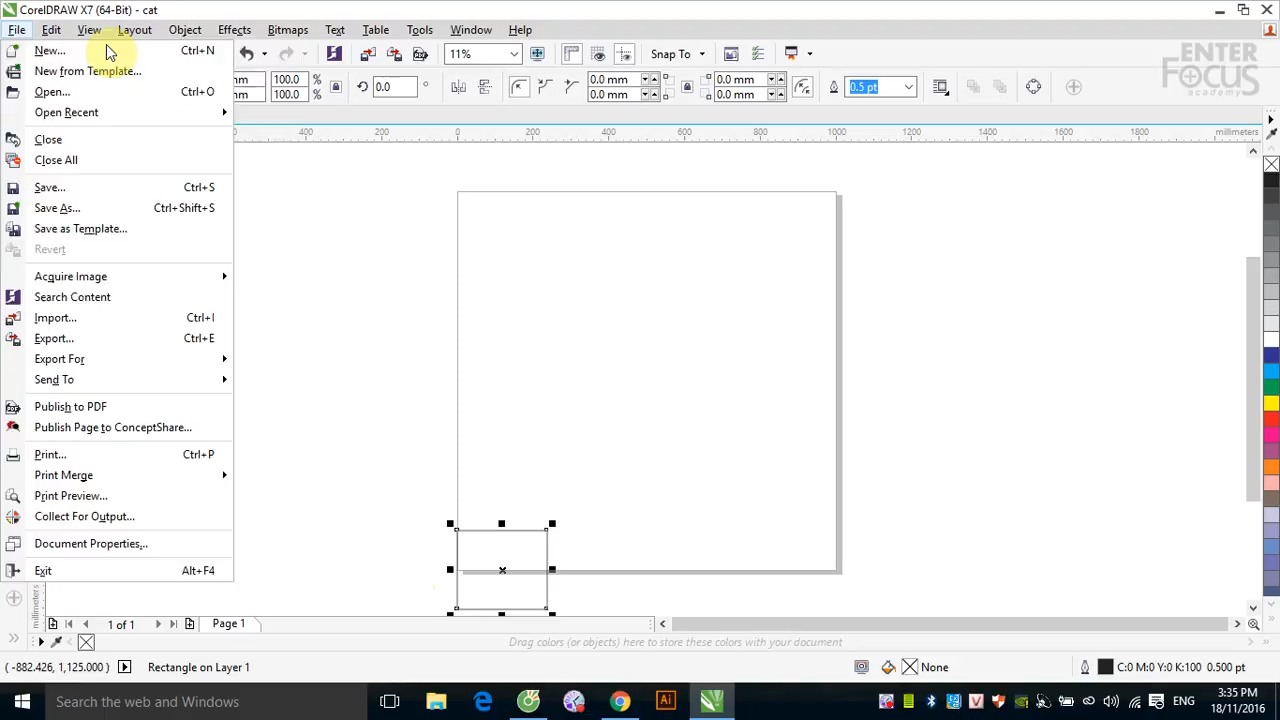 CorelDRAW X7 (64-Bit) - cat
File Edit View Layout Object Effects Bitmaps Text Table Tools Window Help
ENTER
FOCUS
academy
New... Ctrl+N
New from Template...
Open... Ctrl+O
Open Recent
Close
Close All
Save... Ctrl+S
Save As... Ctrl+Shift+S
Save as Template...
Revert
Acquire Image
Search Content
Import... Ctrl+I
Export... Ctrl+E
Export For
Send To
Publish to PDF
Publish Page to ConceptShare...
Print... Ctrl+P
Print Merge
Print Preview...
Collect For Output...
Document Properties...
Exit Alt+F4
11% Snap To
mm 100.0 % 0.0 ° 0.0 mm 0.0 mm 0.5 pt
mm 100.0 % 0.0 mm 0.0 mm
400 200 0 200 400 600 800 1000 1200 1400 1600 1800 millimeters
millimeters
1 of 1 Page 1
Drag colors (or objects) here to store these colors with your document
( -882.426, 1,125.000 ) Rectangle on Layer 1 None C:0 M:0 Y:0 K:100 0.500 pt
Search the web and Windows Ai ENG 3:35 PM
18/11/2016